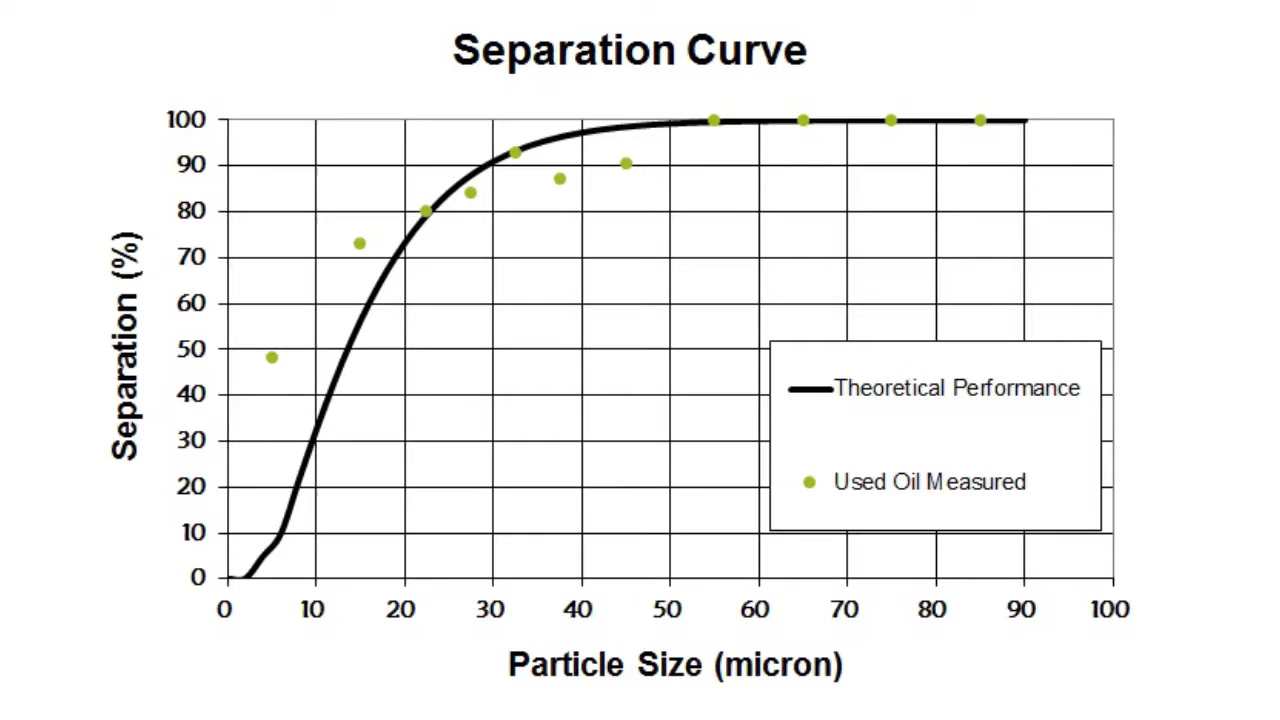 Separation Curve
100
90
80
70
60
50
40
30
20
10
0
Separation (%)
Theoretical Performance
Used Oil Measured
0 10 20 30 40 50 60 70 80 90 100
Particle Size (micron)